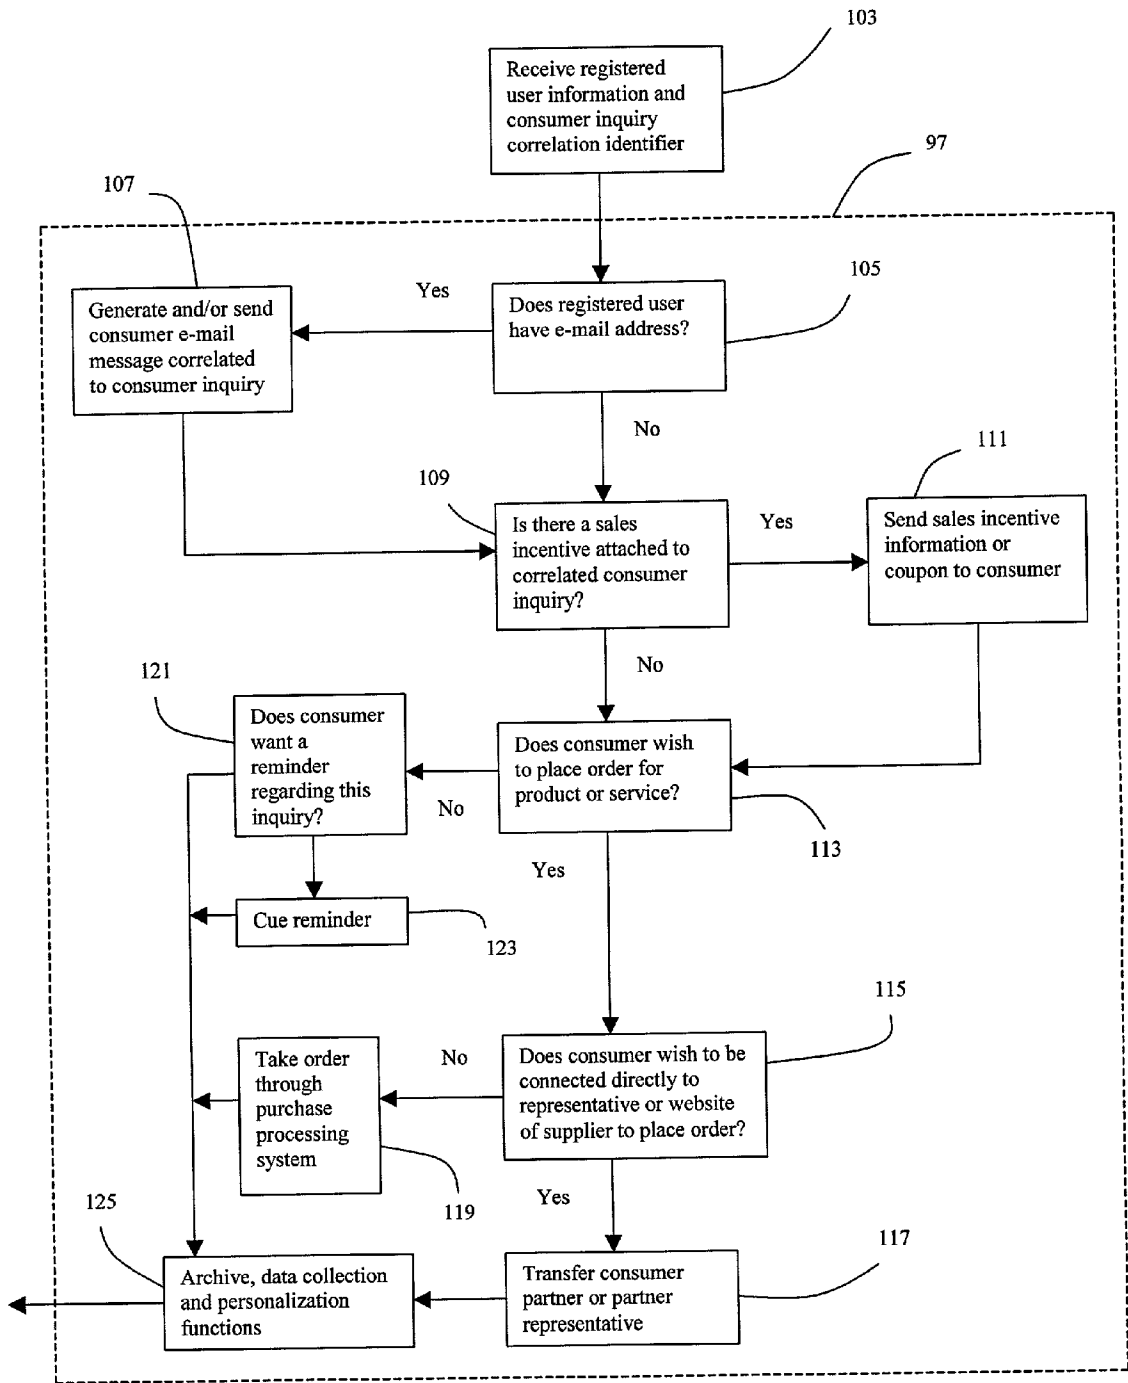 103
Receive registered
user information and
consumer inquiry
correlation identifier
97
107
105
Yes
Generate and/or send
consumer e-mail
message correlated
to consumer inquiry
Does registered user
have e-mail address?
No
111
109
Is there a sales
incentive attached to
correlated consumer
inquiry?
Yes
Send sales incentive
information or
coupon to consumer
No
121
Does consumer
want a
reminder
regarding this
inquiry?
Does consumer wish
to place order for
product or service?
No
113
Yes
Cue reminder
123
115
Take order
through
purchase
processing
system
No
Does consumer wish to be
connected directly to
representative or website
of supplier to place order?
119
Yes
125
117
Archive, data collection
and personalization
functions
Transfer consumer
partner or partner
representative